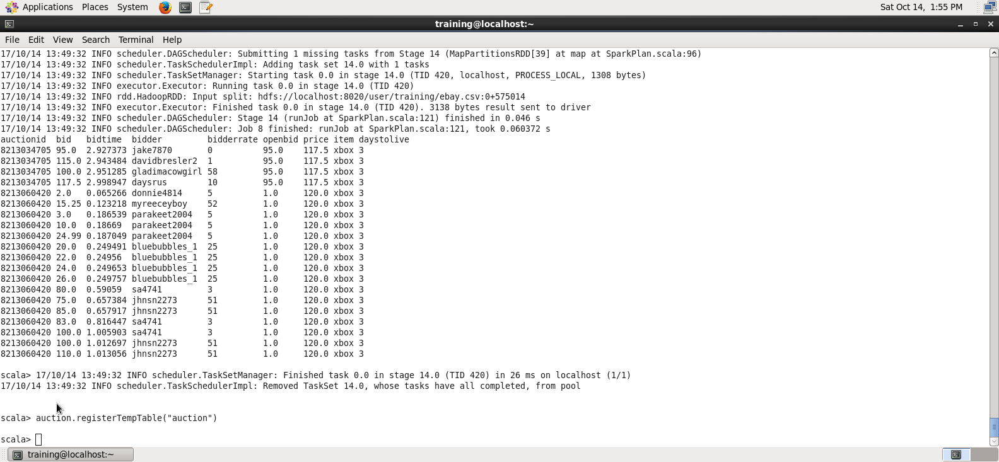 Applications Places System Sat Oct 14, 1:55 PM
training@localhost:~
File Edit View Search Terminal Help
17/10/14 13:49:32 INFO scheduler.DAGScheduler: Submitting 1 missing tasks from Stage 14 (MapPartitionsRDD[39] at map at SparkPlan.scala:96)
17/10/14 13:49:32 INFO scheduler.TaskSchedulerImpl: Adding task set 14.0 with 1 tasks
17/10/14 13:49:32 INFO scheduler.TaskSetManager: Starting task 0.0 in stage 14.0 (TID 420, localhost, PROCESS_LOCAL, 1308 bytes)
17/10/14 13:49:32 INFO executor.Executor: Running task 0.0 in stage 14.0 (TID 420)
17/10/14 13:49:32 INFO rdd.HadoopRDD: Input split: hdfs://localhost:8020/user/training/ebay.csv:0+575014
17/10/14 13:49:32 INFO executor.Executor: Finished task 0.0 in stage 14.0 (TID 420). 3138 bytes result sent to driver
17/10/14 13:49:32 INFO scheduler.DAGScheduler: Stage 14 (runJob at SparkPlan.scala:121) finished in 0.046 s
17/10/14 13:49:32 INFO scheduler.DAGScheduler: Job 8 finished: runJob at SparkPlan.scala:121, took 0.060372 s
auctionid bid bidtime bidder bidderrate openbid price item daystolive
8213034705 95.0 2.927373 jake7870 0 95.0 117.5 xbox 3
8213034705 115.0 2.943484 davidbresler2 1 95.0 117.5 xbox 3
8213034705 100.0 2.951285 gladimacowgirl 58 95.0 117.5 xbox 3
8213034705 117.5 2.998947 daysrus 10 95.0 117.5 xbox 3
8213060420 2.0 0.065266 donnie4814 5 1.0 120.0 xbox 3
8213060420 15.25 0.123218 myreeceyboy 52 1.0 120.0 xbox 3
8213060420 3.0 0.186539 parakeet2004 5 1.0 120.0 xbox 3
8213060420 10.0 0.18669 parakeet2004 5 1.0 120.0 xbox 3
8213060420 24.99 0.187049 parakeet2004 5 1.0 120.0 xbox 3
8213060420 20.0 0.249491 bluebubbles_1 25 1.0 120.0 xbox 3
8213060420 22.0 0.24956 bluebubbles_1 25 1.0 120.0 xbox 3
8213060420 24.0 0.249653 bluebubbles_1 25 1.0 120.0 xbox 3
8213060420 26.0 0.249757 bluebubbles_1 25 1.0 120.0 xbox 3
8213060420 80.0 0.59059 sa4741 3 1.0 120.0 xbox 3
8213060420 75.0 0.657384 jhnsn2273 51 1.0 120.0 xbox 3
8213060420 85.0 0.657917 jhnsn2273 51 1.0 120.0 xbox 3
8213060420 83.0 0.816447 sa4741 3 1.0 120.0 xbox 3
8213060420 100.0 1.005903 sa4741 3 1.0 120.0 xbox 3
8213060420 100.0 1.012697 jhnsn2273 51 1.0 120.0 xbox 3
8213060420 110.0 1.013056 jhnsn2273 51 1.0 120.0 xbox 3
scala> 17/10/14 13:49:32 INFO scheduler.TaskSetManager: Finished task 0.0 in stage 14.0 (TID 420) in 26 ms on localhost (1/1)
17/10/14 13:49:32 INFO scheduler.TaskSchedulerImpl: Removed TaskSet 14.0, whose tasks have all completed, from pool
scala> auction.registerTempTable("auction")
scala>
training@localhost:~